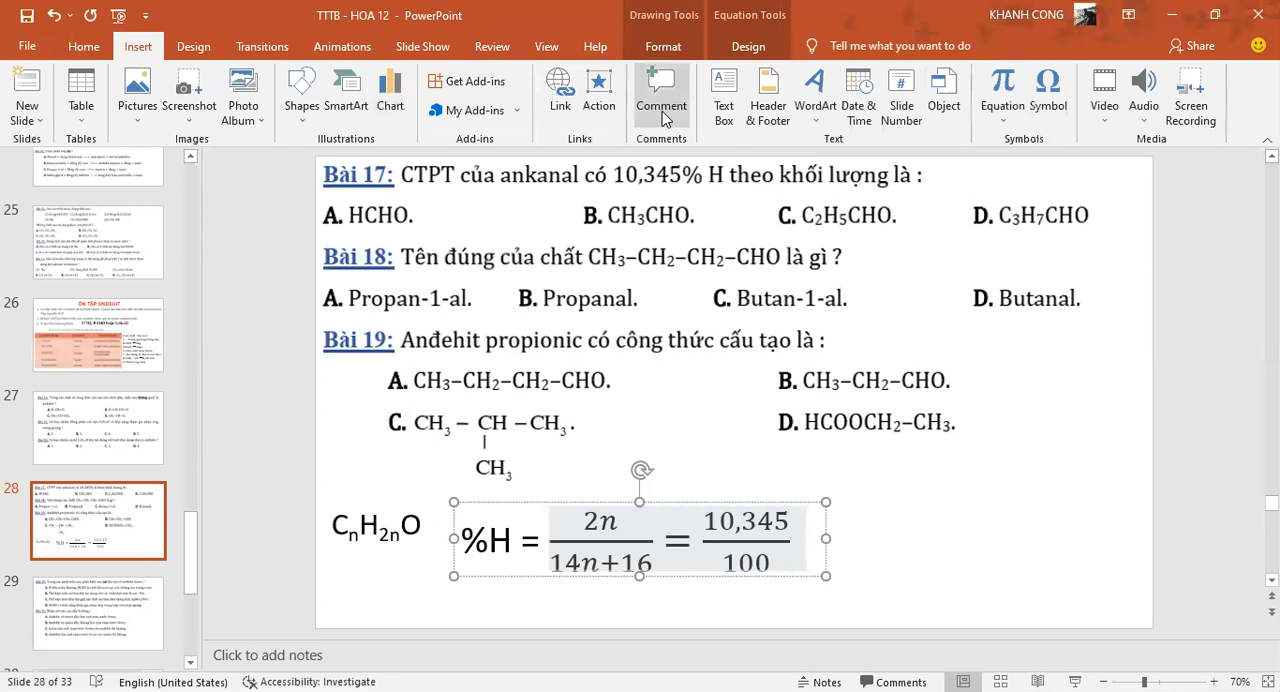 TTTB - HOA 12 - PowerPoint
Drawing Tools
Equation Tools
KHANH CONG
File Home Insert Design Transitions Animations Slide Show Review View Help Format Design Tell me what you want to do Share
New Slide
Table
Pictures
Screenshot
Photo Album
Shapes
SmartArt
Chart
Get Add-ins
My Add-ins
Link
Action
Comment
Text Box
Header & Footer
WordArt
Date & Time
Slide Number
Object
Equation
Symbol
Video
Audio
Screen Recording
Slides Tables Images Illustrations Add-ins Links Comments Text Symbols Media
25
26
ÔN TẬP ANDEHIT
27
28
29
Bài 17: CTPT của ankanal có 10,345% H theo khối lượng là :
A. HCHO. B. CH₃CHO. C. C₂H₅CHO. D. C₃H₇CHO
Bài 18: Tên đúng của chất CH₃–CH₂–CH₂–CHO là gì ?
A. Propan-1-al. B. Propanal. C. Butan-1-al. D. Butanal.
Bài 19: Anđehit propionic có công thức cấu tạo là :
A. CH₃–CH₂–CH₂–CHO. B. CH₃–CH₂–CHO.
C. CH₃ – CH – CH₃. D. HCOOCH₂–CH₃.
CH₃
CₙH₂ₙO %H = 2n/14n+16 = 10,345/100
Click to add notes
Slide 28 of 33 English (United States) Accessibility: Investigate Notes Comments 70%